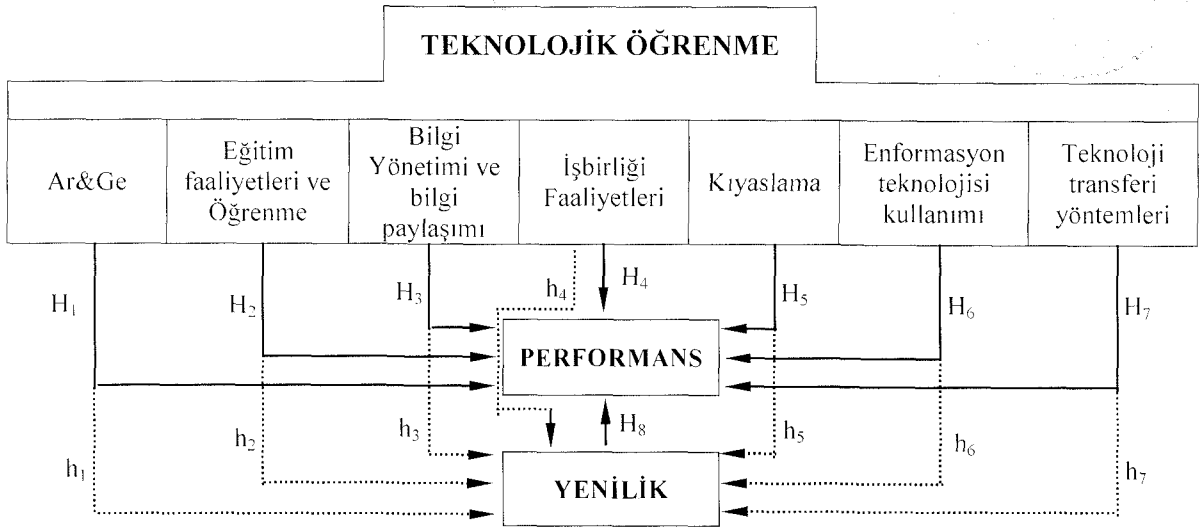 TEKNOLOJİK ÖĞRENME
Ar&Ge
Eğitim
faaliyetleri ve
Öğrenme
Bilgi
Yönetimi ve
bilgi
paylaşımı
İşbirliği
Faaliyetleri
Kıyaslama
Enformasyon
teknolojisi
kullanımı
Teknoloji
transferi
yöntemleri
H₁
H₂
H₃
h₄
H₄
H₅
H₆
H₇
PERFORMANS
h₁
h₂
h₃
H₈
h₅
h₆
h₇
YENİLİK